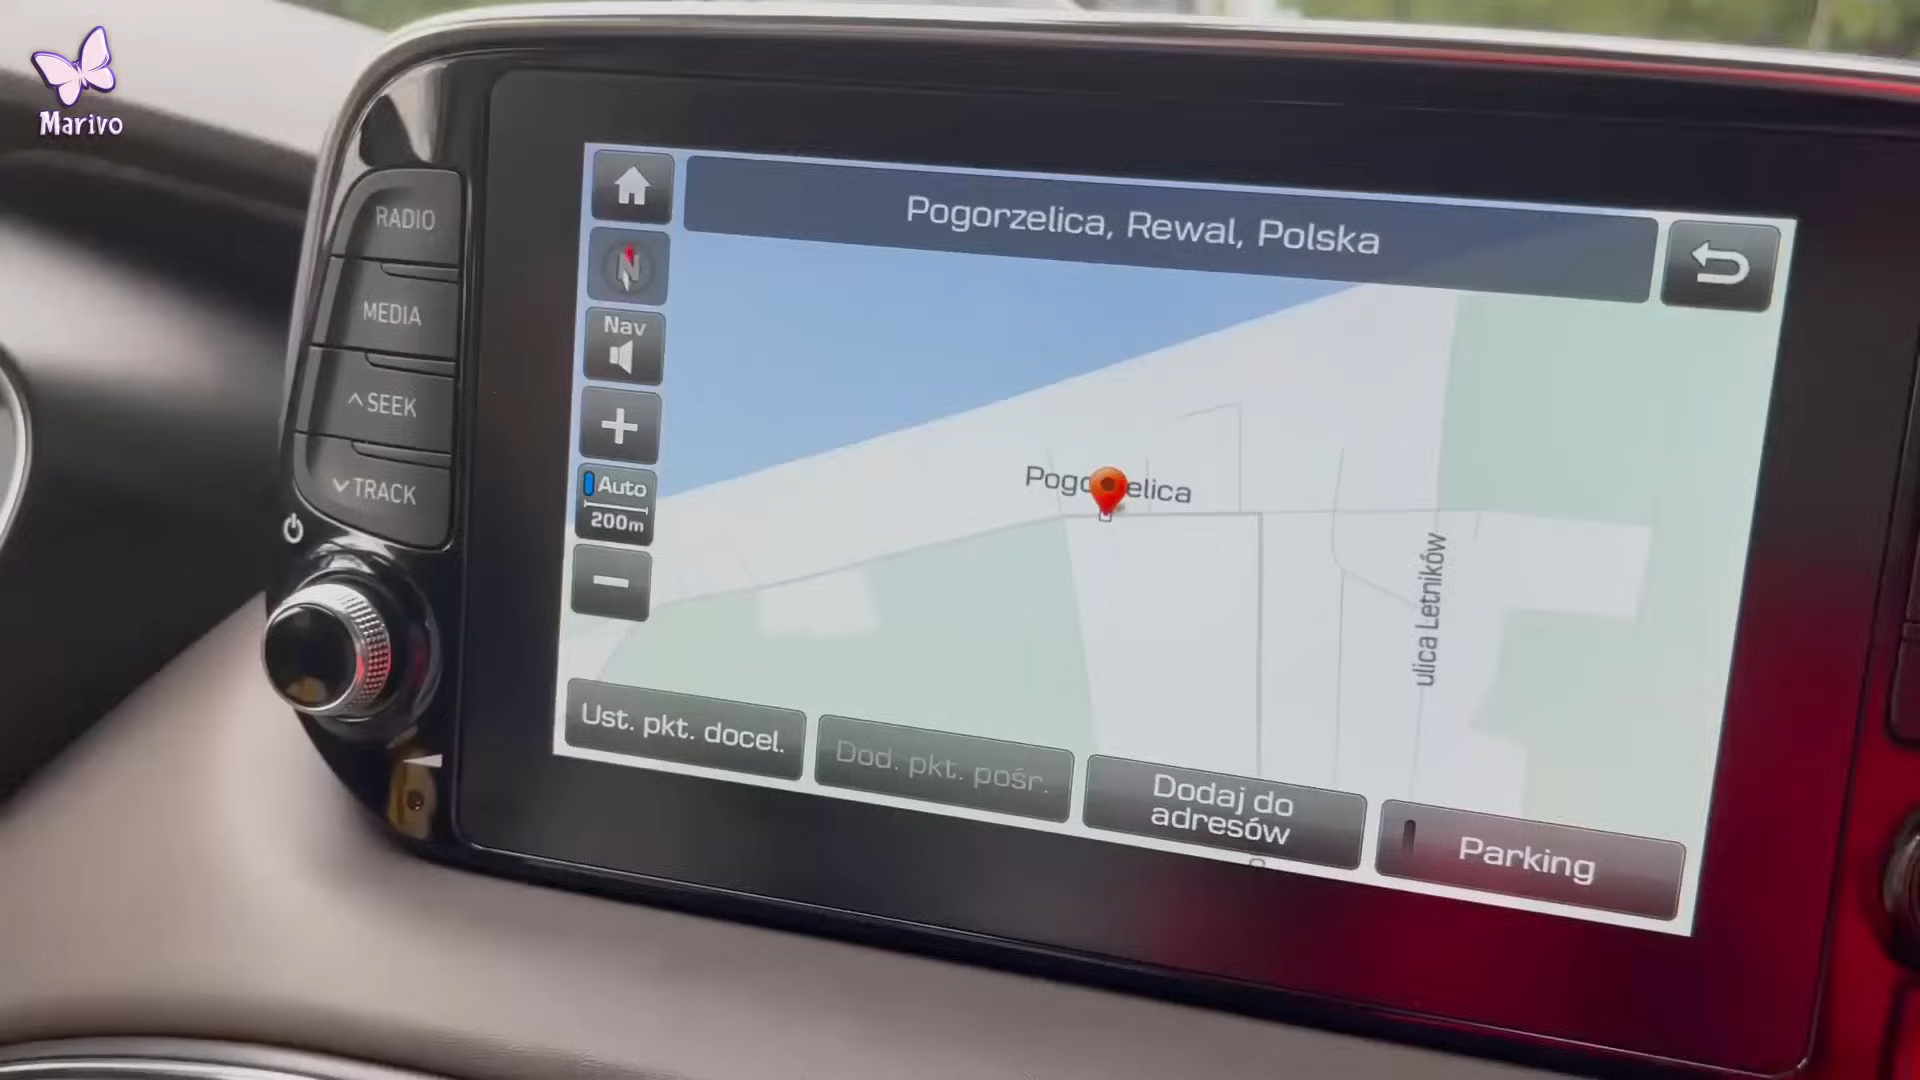 Marivo
RADIO
MEDIA
SEEK
TRACK
Pogorzelica, Rewal, Polska
N
Nav
Auto
200m
ulica Letników
Ust. pkt. docel.
Dod. pkt. pośr.
Dodaj do
adresów
Parking